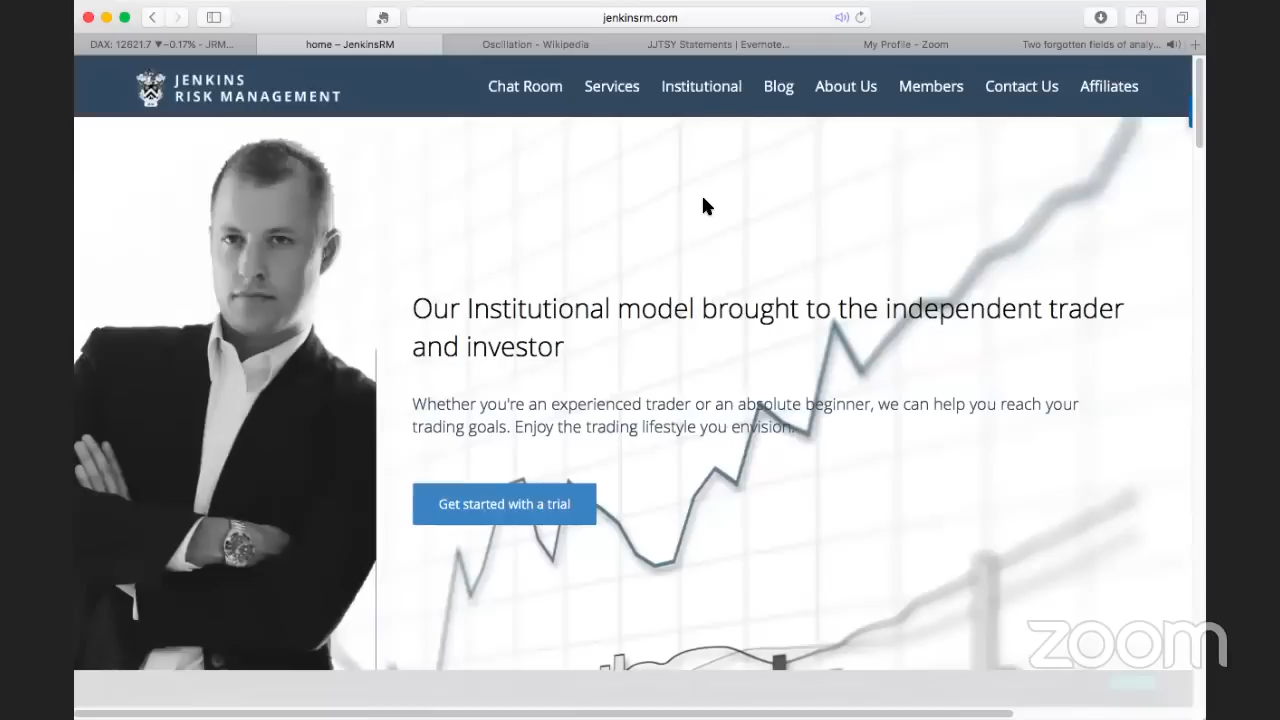 jenkinsrm.com
DAX: 12621.7 ▼−0.17% - JRM...
home – JenkinsRM
Oscillation - Wikipedia
JJTSY Statements | Evernote...
My Profile - Zoom
Two forgotten fields of analy...
JENKINS
RISK MANAGEMENT
Chat Room
Services
Institutional
Blog
About Us
Members
Contact Us
Affiliates
Our Institutional model brought to the independent trader
and investor
Whether you're an experienced trader or an absolute beginner, we can help you reach your
trading goals. Enjoy the trading lifestyle you envision.
Get started with a trial
zoom